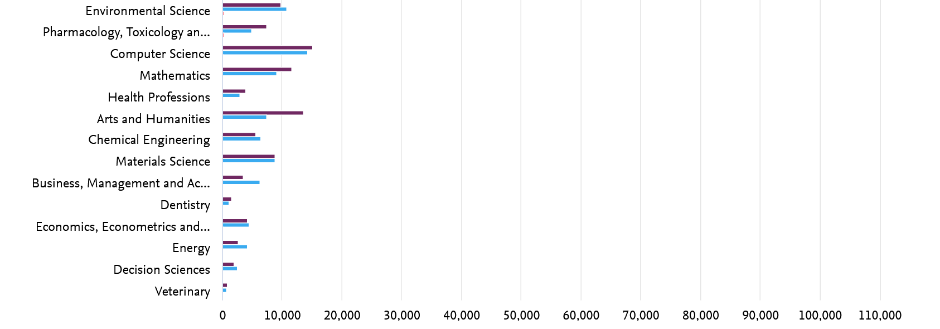 Environmental Science
Pharmacology, Toxicology an...
Computer Science
Mathematics
Health Professions
Arts and Humanities
Chemical Engineering
Materials Science
Business, Management and Ac...
Dentistry
Economics, Econometrics and...
Energy
Decision Sciences
Veterinary
0 10,000 20,000 30,000 40,000 50,000 60,000 70,000 80,000 90,000 100,000 110,000